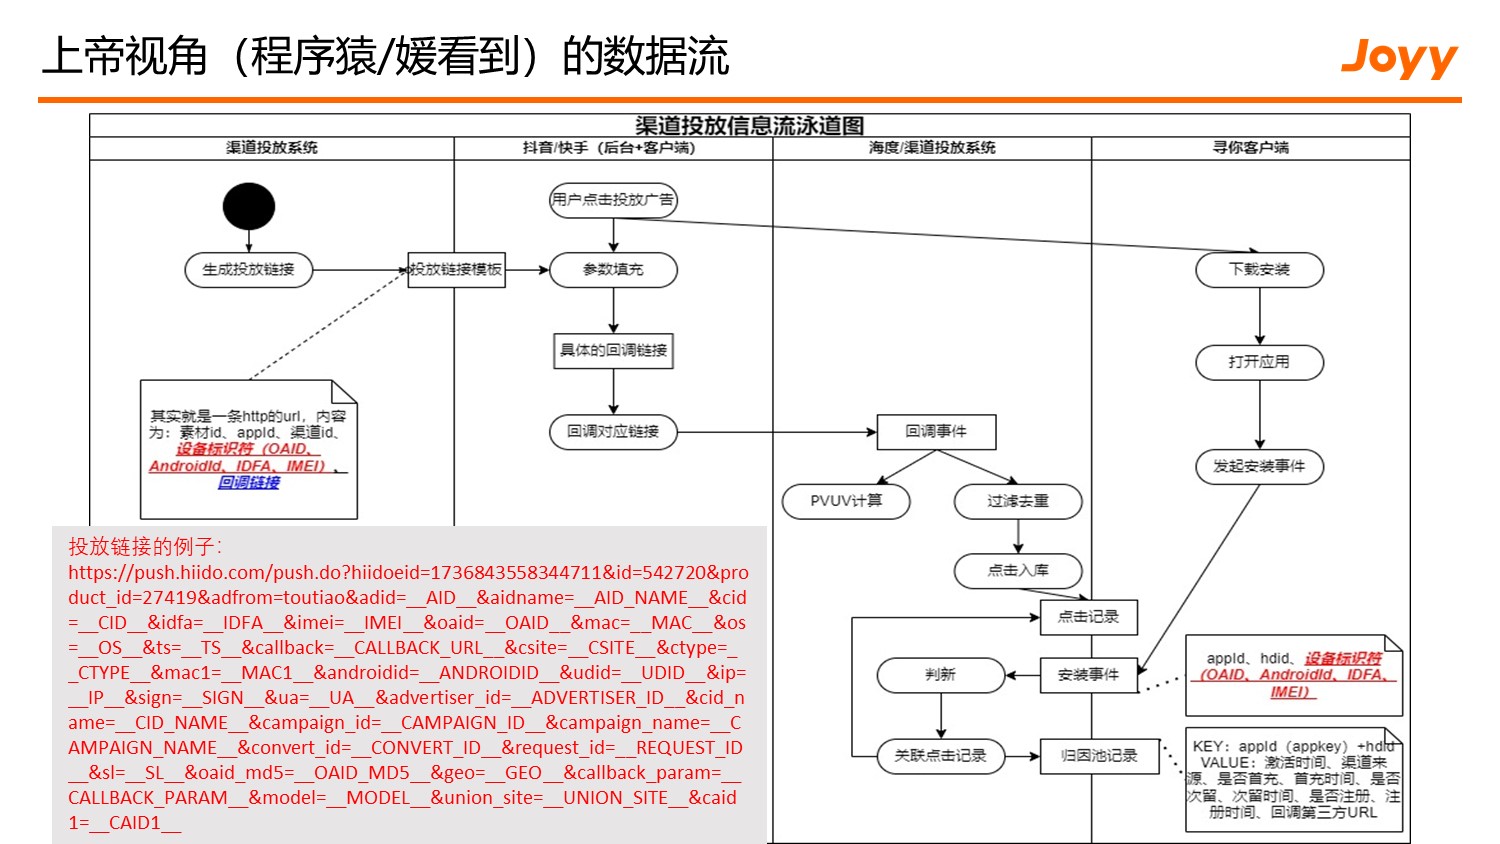 上帝视角（程序猿/媛看到）的数据流
Joyy
渠道投放信息流泳道图
渠道投放系统
抖音/快手（后台+客户端）
海度/渠道投放系统
寻你客户端
用户点击投放广告
生成投放链接
投放链接模板
参数填充
下载安装
具体的回调链接
打开应用
其实就是一条http的url，内容
为：素材id、appId、渠道id、
设备标识符（OAID、
AndroidId、IDFA、IMEI）、
回调链接
回调对应链接
回调事件
发起安装事件
PVUV计算
过滤去重
点击入库
点击记录
判新
安装事件
appId、hdid、设备标识符
（OAID、AndroidId、IDFA、
IMEI）
关联点击记录
归因池记录
KEY：appId（appkey）+hdid
VALUE：激活时间、渠道来
源、是否首充、首充时间、是否
次留、次留时间、是否注册、注
册时间、回调第三方URL
投放链接的例子：
https://push.hiido.com/push.do?hiidoeid=1736843558344711&id=542720&pro
duct_id=27419&adfrom=toutiao&adid=__AID__&aidname=__AID_NAME__&cid
=__CID__&idfa=__IDFA__&imei=__IMEI__&oaid=__OAID__&mac=__MAC__&os
=__OS__&ts=__TS__&callback=__CALLBACK_URL__&csite=__CSITE__&ctype=_
_CTYPE__&mac1=__MAC1__&androidid=__ANDROIDID__&udid=__UDID__&ip=
__IP__&sign=__SIGN__&ua=__UA__&advertiser_id=__ADVERTISER_ID__&cid_n
ame=__CID_NAME__&campaign_id=__CAMPAIGN_ID__&campaign_name=__C
AMPAIGN_NAME__&convert_id=__CONVERT_ID__&request_id=__REQUEST_ID
__&sl=__SL__&oaid_md5=__OAID_MD5__&geo=__GEO__&callback_param=__
CALLBACK_PARAM__&model=__MODEL__&union_site=__UNION_SITE__&caid
1=__CAID1__